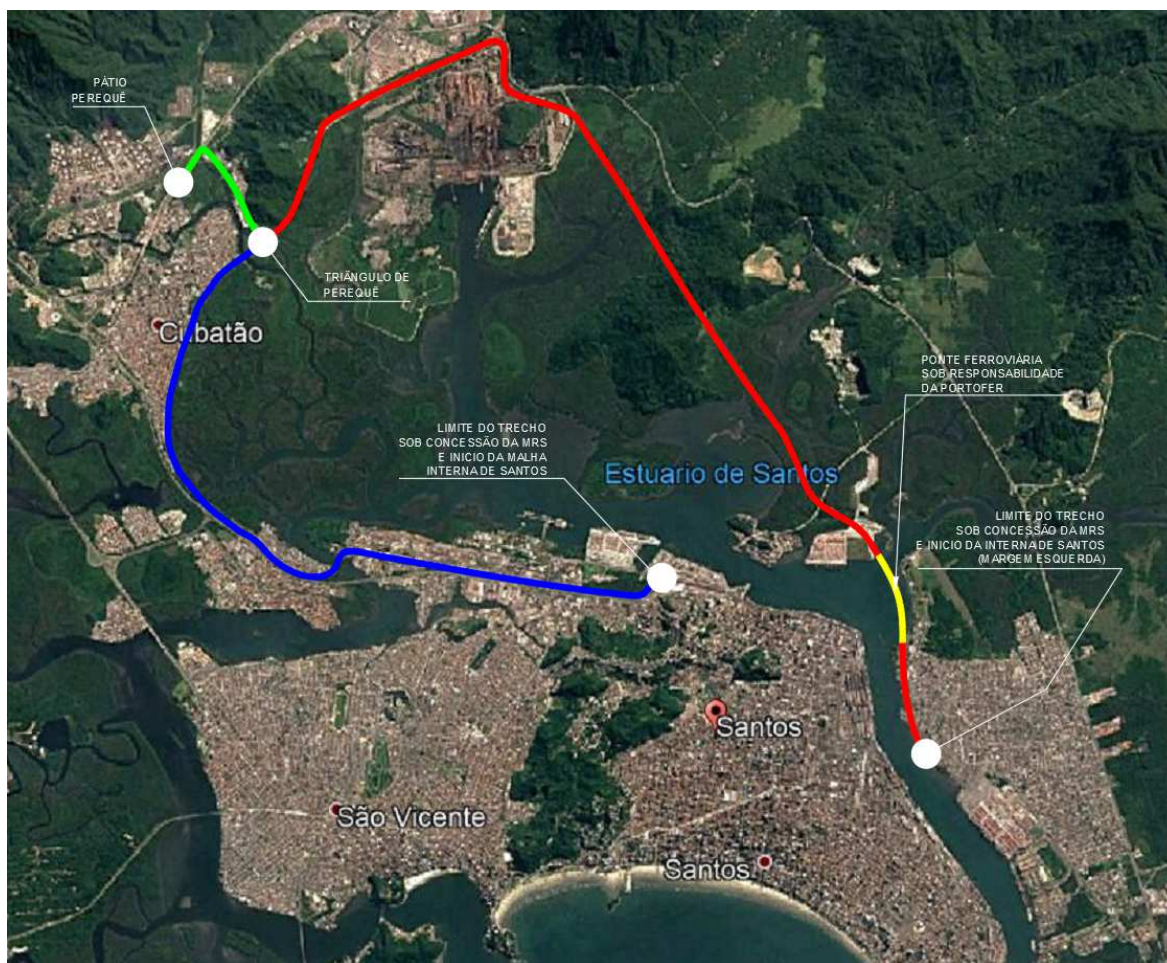 PÁTIO
PEREQUÊ
TRIÂNGULO DE
PEREQUÊ
Cubatão
PONTE FERROVIÁRIA
SOB RESPONSABILIDADE
DA PORTOFER
LIMITE DO TRECHO
SOB CONCESSÃO DA MRS
E INICIO DA MALHA
INTERNA DE SANTOS
Estuario de Santos
LIMITE DO TRECHO
SOB CONCESSÃO DA MRS
E INICIO DA INTERNA DE SANTOS
(MARGEM ESQUERDA)
Santos
São Vicente
Santos